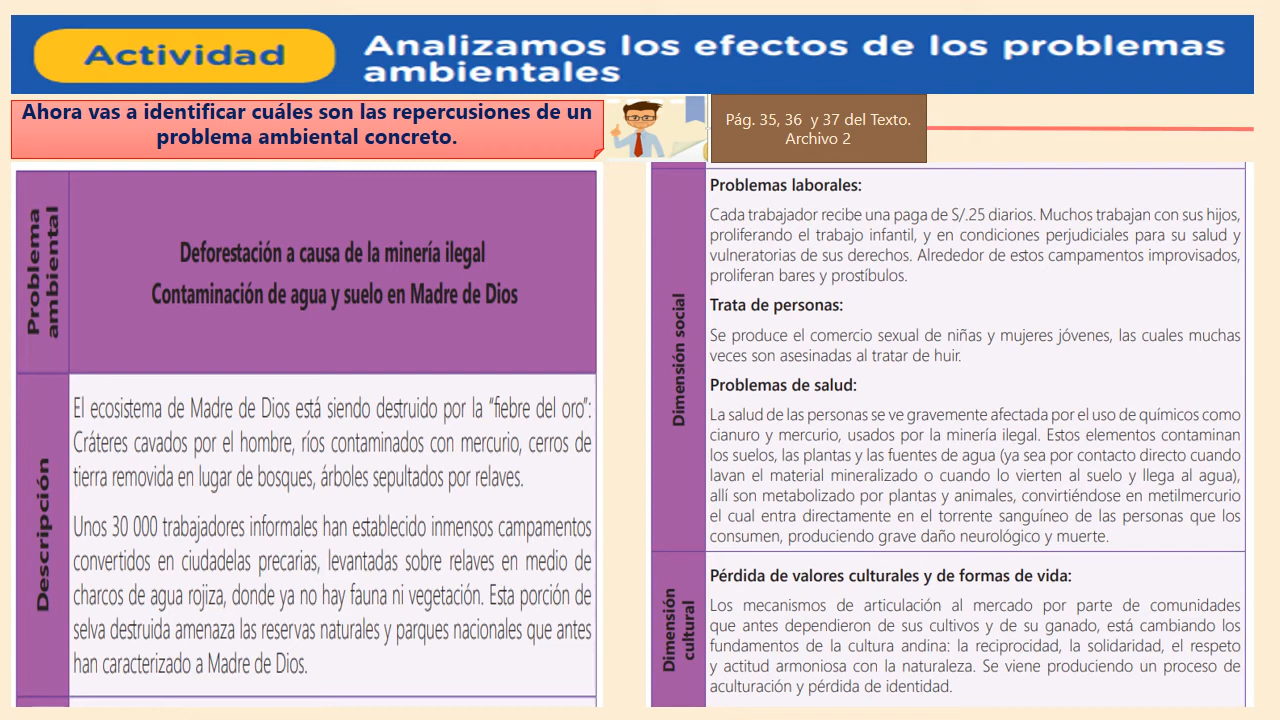 Actividad
Analizamos los efectos de los problemas
ambientales
Ahora vas a identificar cuáles son las repercusiones de un
problema ambiental concreto.
Pág. 35, 36 y 37 del Texto.
Archivo 2
Problema
ambiental
Deforestación a causa de la minería ilegal
Contaminación de agua y suelo en Madre de Dios
Descripción
El ecosistema de Madre de Dios está siendo destruido por la “fiebre del oro”:
Cráteres cavados por el hombre, ríos contaminados con mercurio, cerros de
tierra removida en lugar de bosques, árboles sepultados por relaves.
Unos 30 000 trabajadores informales han establecido inmensos campamentos
convertidos en ciudadelas precarias, levantadas sobre relaves en medio de
charcos de agua rojiza, donde ya no hay fauna ni vegetación. Esta porción de
selva destruida amenaza las reservas naturales y parques nacionales que antes
han caracterizado a Madre de Dios.
Dimensión social
Problemas laborales:
Cada trabajador recibe una paga de S/.25 diarios. Muchos trabajan con sus hijos,
proliferando el trabajo infantil, y en condiciones perjudiciales para su salud y
vulneratorias de sus derechos. Alrededor de estos campamentos improvisados,
proliferan bares y prostíbulos.
Trata de personas:
Se produce el comercio sexual de niñas y mujeres jóvenes, las cuales muchas
veces son asesinadas al tratar de huir.
Problemas de salud:
La salud de las personas se ve gravemente afectada por el uso de químicos como
cianuro y mercurio, usados por la minería ilegal. Estos elementos contaminan
los suelos, las plantas y las fuentes de agua (ya sea por contacto directo cuando
lavan el material mineralizado o cuando lo vierten al suelo y llega al agua),
allí son metabolizado por plantas y animales, convirtiéndose en metilmercurio
el cual entra directamente en el torrente sanguíneo de las personas que los
consumen, produciendo grave daño neurológico y muerte.
Dimensión
cultural
Pérdida de valores culturales y de formas de vida:
Los mecanismos de articulación al mercado por parte de comunidades
que antes dependieron de sus cultivos y de su ganado, está cambiando los
fundamentos de la cultura andina: la reciprocidad, la solidaridad, el respeto
y actitud armoniosa con la naturaleza. Se viene produciendo un proceso de
aculturación y pérdida de identidad.